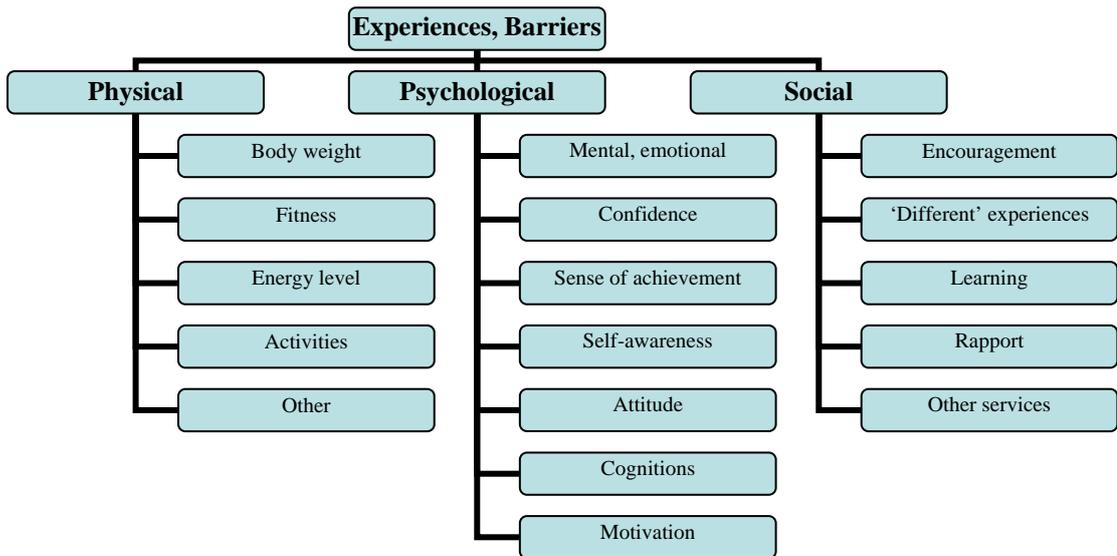 Experiences, Barriers
Physical
Psychological
Social
Body weight
Fitness
Energy level
Activities
Other
Mental, emotional
Confidence
Sense of achievement
Self-awareness
Attitude
Cognitions
Motivation
Encouragement
‘Different’ experiences
Learning
Rapport
Other services